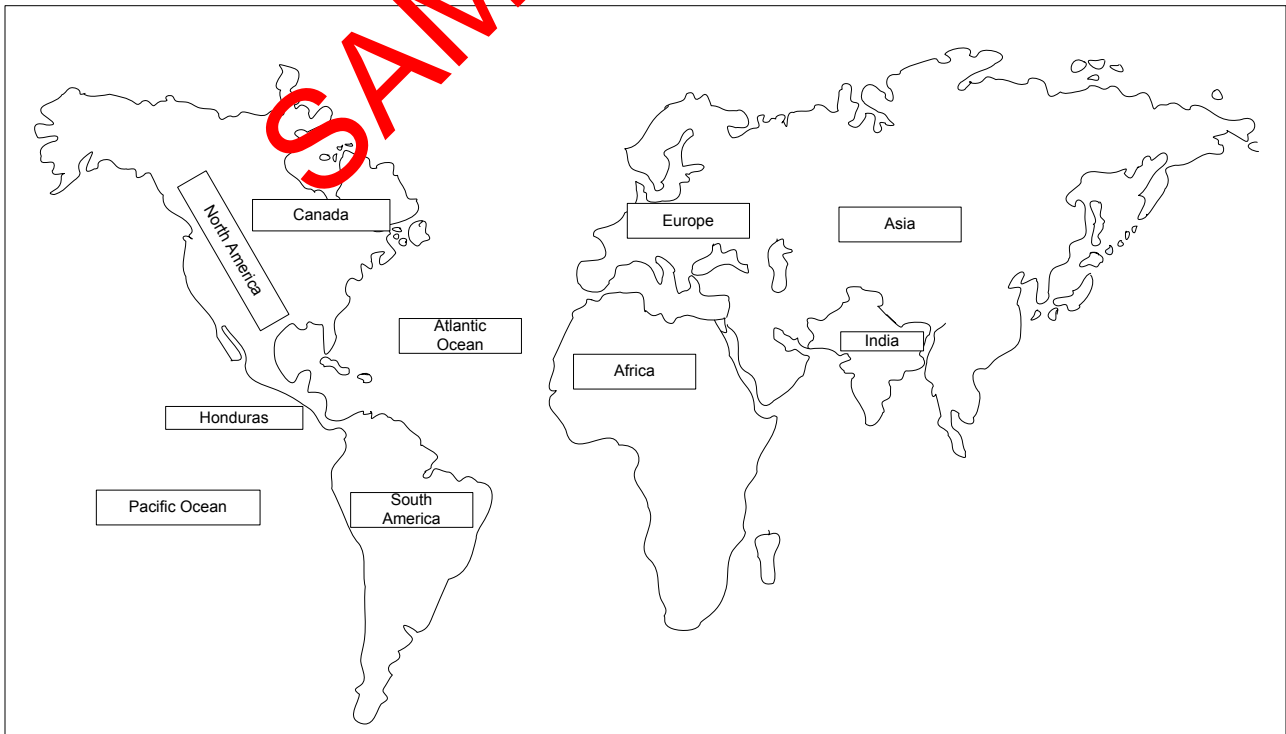 SAM
Canada
North America
Europe
Asia
Atlantic
Ocean
India
Africa
Honduras
Pacific Ocean
South
America